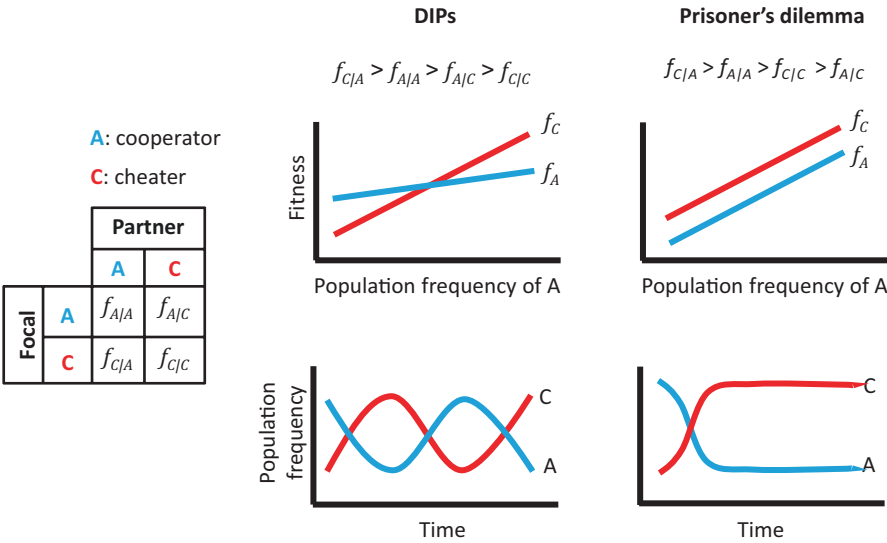 DIPs
Prisoner's dilemma
f_{C|A} > f_{A|A} > f_{A|C} > f_{C|C}
f_{C|A} > f_{A|A} > f_{C|C} > f_{A|C}
A: cooperator
C: cheater
Partner
A C
Focal
A f_{A|A} f_{A|C}
C f_{C|A} f_{C|C}
Fitness
f_C
f_A
Population frequency of A
f_C
f_A
Population frequency of A
Population
frequency
C
A
Time
C
A
Time